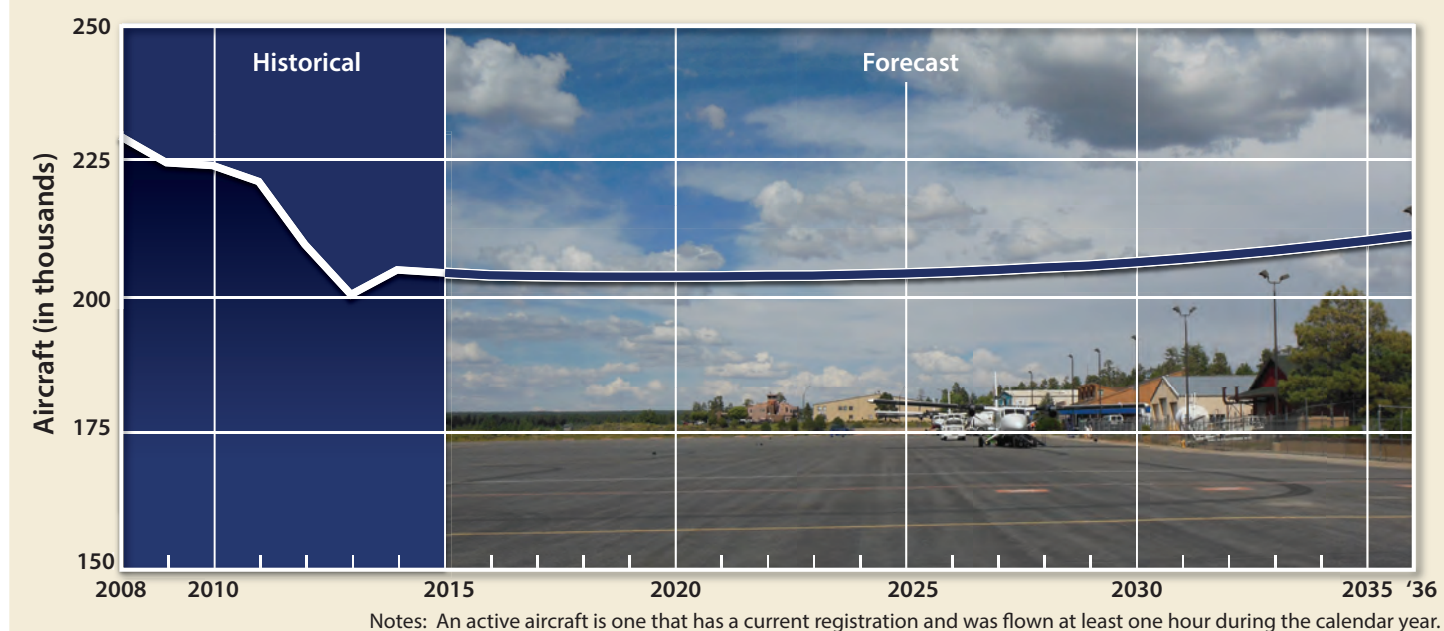 250
Historical
Forecast
225
Aircraft (in thousands)
200
175
150
2008 2010 2015 2020 2025 2030 2035 ‘36
Notes: An active aircraft is one that has a current registration and was flown at least one hour during the calendar year.